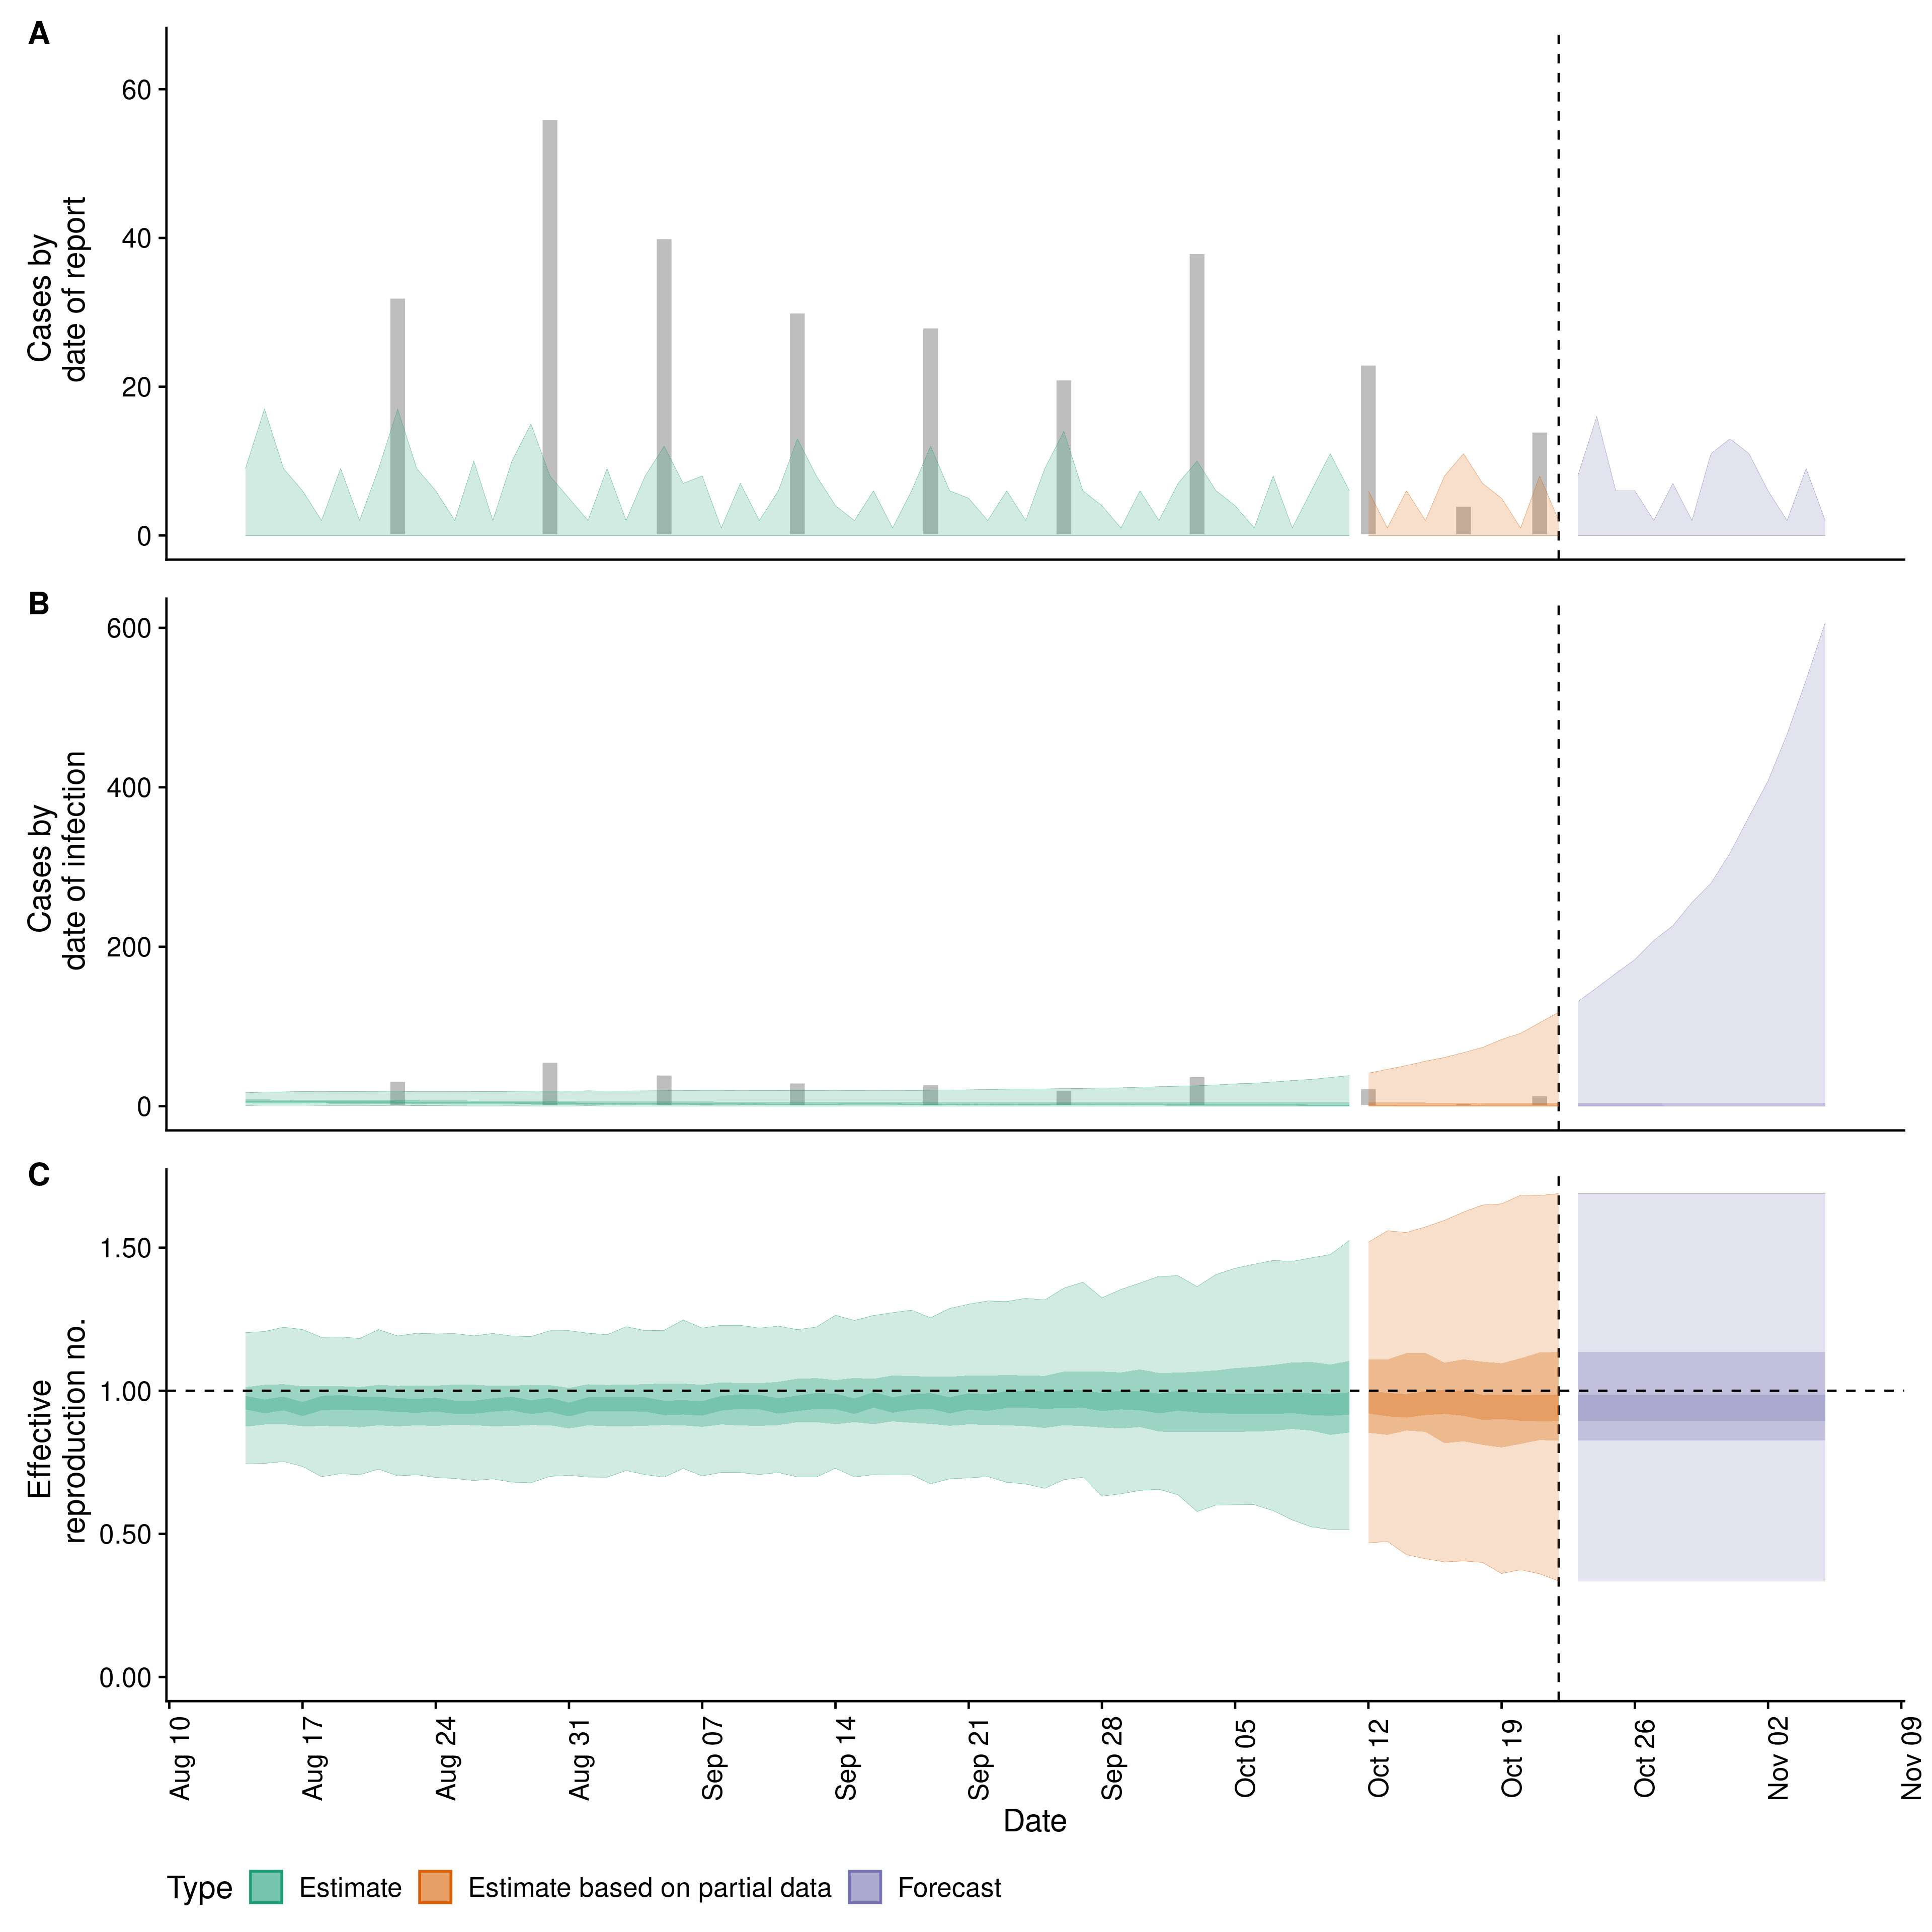 A
Cases by
date of report
60
40
20
0
B
Cases by
date of infection
600
400
200
0
C
Effective
reproduction no.
1.50
1.00
0.50
0.00
Aug 10
Aug 17
Aug 24
Aug 31
Sep 07
Sep 14
Sep 21
Sep 28
Oct 05
Oct 12
Oct 19
Oct 26
Nov 02
Nov 09
Date
Type Estimate Estimate based on partial data Forecast